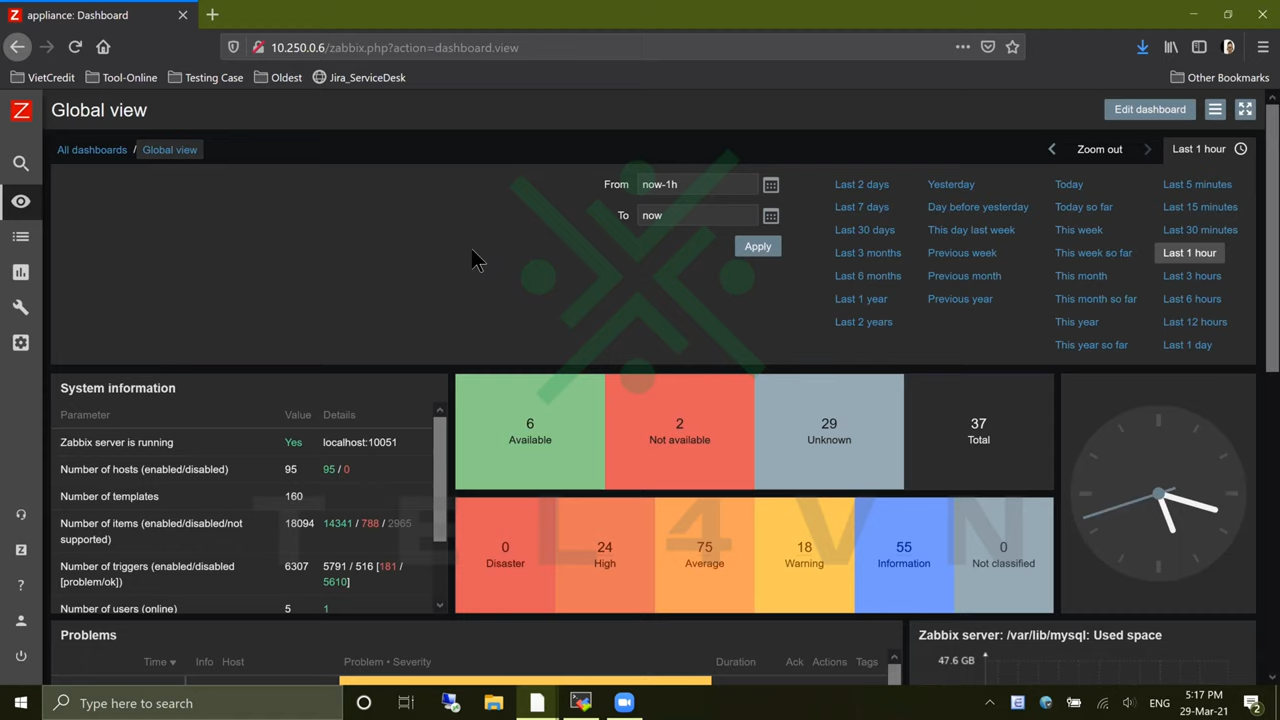 Z appliance: Dashboard
10.250.0.6/zabbix.php?action=dashboard.view
VietCredit Tool-Online Testing Case Oldest Jira_ServiceDesk Other Bookmarks
Z Global view Edit dashboard
All dashboards / Global view Zoom out Last 1 hour
From now-1h Last 2 days Yesterday Today Last 5 minutes
To now Last 7 days Day before yesterday Today so far Last 15 minutes
Last 30 days This day last week This week Last 30 minutes
Apply Last 3 months Previous week This week so far Last 1 hour
Last 6 months Previous month This month Last 3 hours
Last 1 year Previous year This month so far Last 6 hours
Last 2 years This year Last 12 hours
This year so far Last 1 day
System information
Parameter Value Details
Zabbix server is running Yes localhost:10051
Number of hosts (enabled/disabled) 95 95 / 0
Number of templates 160
Number of items (enabled/disabled/not supported) 18094 14341 / 788 / 2965
Number of triggers (enabled/disabled [problem/ok]) 6307 5791 / 516 [181 / 5610]
Number of users (online) 5 1
6 2 29 37
Available Not available Unknown Total
0 24 75 18 55 0
Disaster High Average Warning Information Not classified
TEL4VN
Problems
Time Info Host Problem • Severity Duration Ack Actions Tags
Zabbix server: /var/lib/mysql: Used space
47.6 GB
Z
?
Type here to search
ENG
5:17 PM
29-Mar-21
2